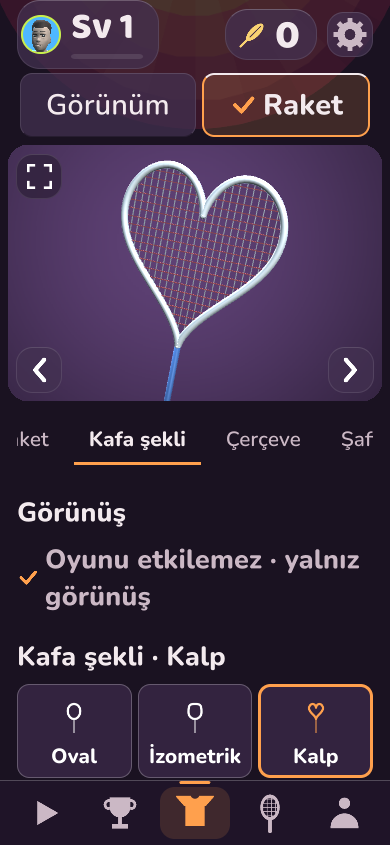 Sv 1
0
Görünüm
Raket
Kafa şekli
Çerçeve
Görünüş
Oyunu etkilemez · yalnız
görünüş
Kafa şekli · Kalp
Oval
İzometrik
Kalp